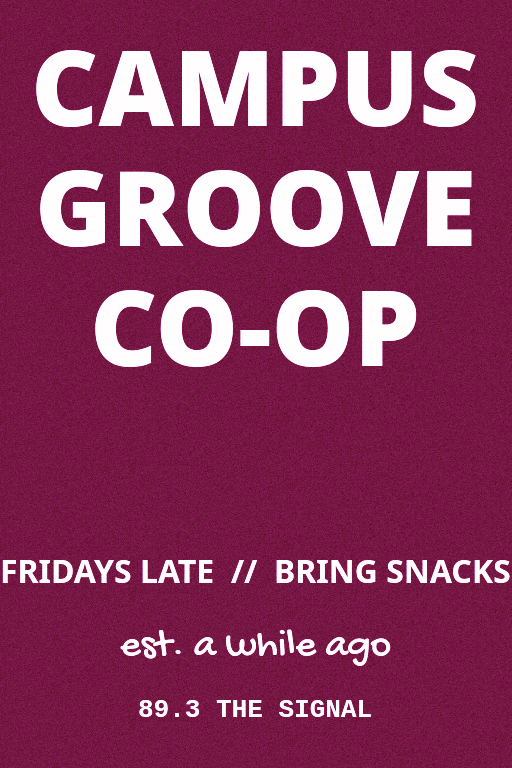 CAMPUS
GROOVE
CO-OP
FRIDAYS LATE // BRING SNACKS
est. a while ago
89.3 THE SIGNAL